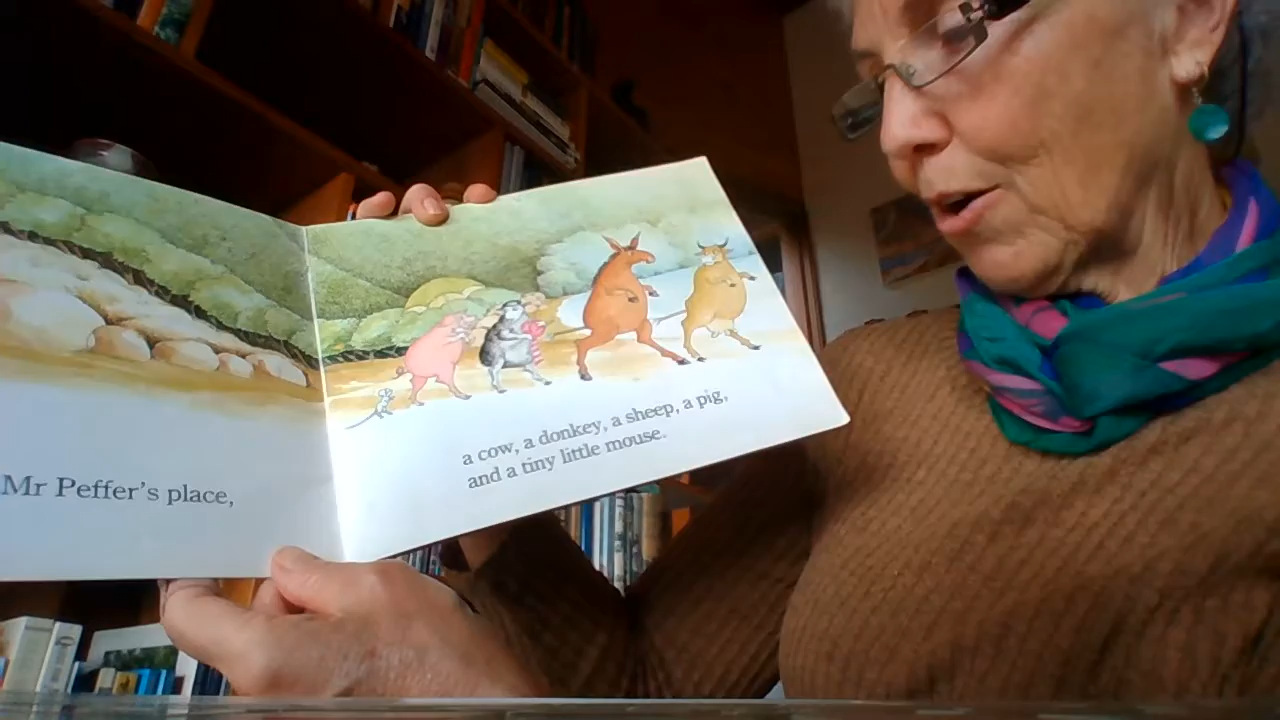 Mr Peffer's place,
a cow, a donkey, a sheep, a pig,
and a tiny little mouse.